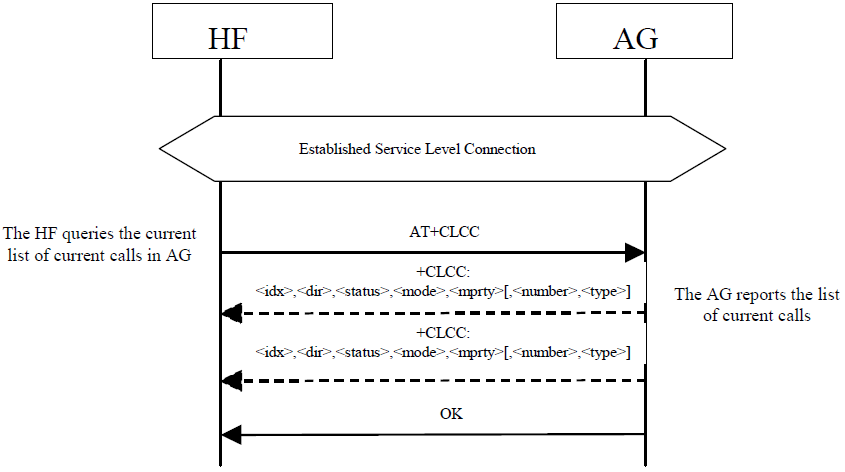 HF
AG
Established Service Level Connection
The HF queries the current
list of current calls in AG
AT+CLCC
+CLCC:
<idx>,<dir>,<status>,<mode>,<mprty>[,<number>,<type>]
The AG reports the list
of current calls
+CLCC:
<idx>,<dir>,<status>,<mode>,<mprty>[,<number>,<type>]
OK